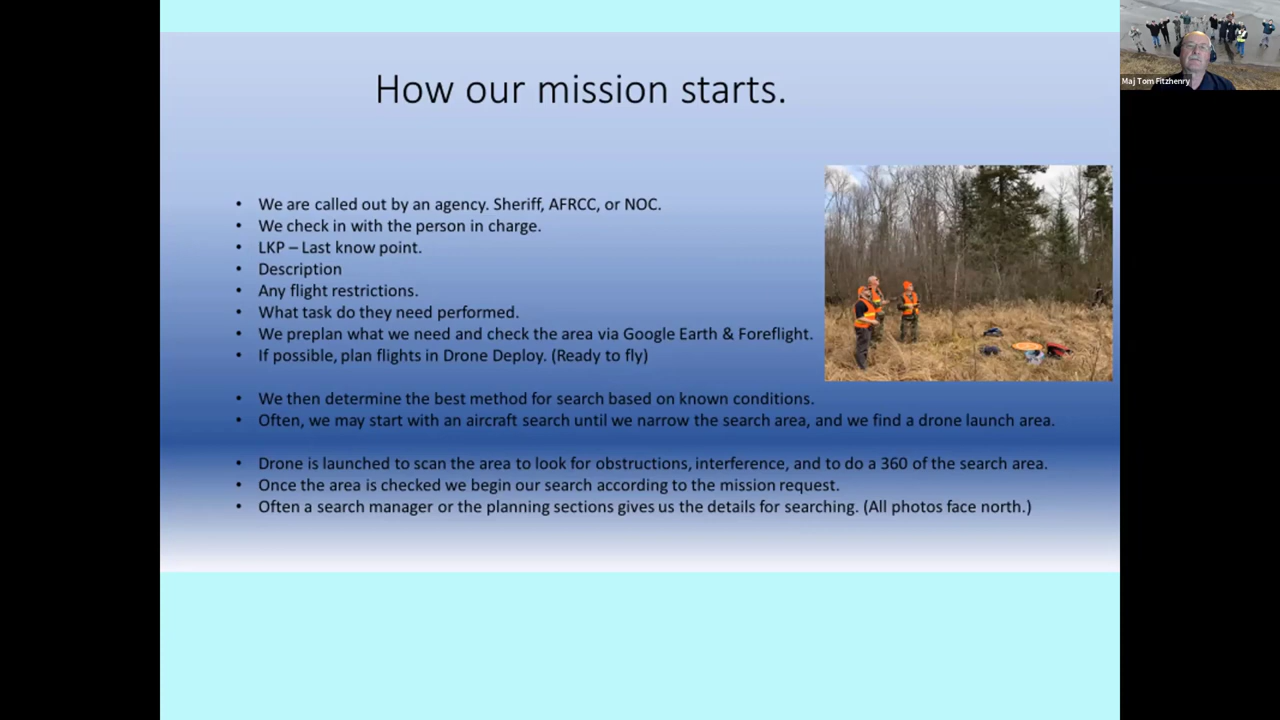 How our mission starts.
• We are called out by an agency. Sheriff, AFRCC, or NOC.
• We check in with the person in charge.
• LKP – Last know point.
• Description
• Any flight restrictions.
• What task do they need performed.
• We preplan what we need and check the area via Google Earth & Foreflight.
• If possible, plan flights in Drone Deploy. (Ready to fly)
• We then determine the best method for search based on known conditions.
• Often, we may start with an aircraft search until we narrow the search area, and we find a drone launch area.
• Drone is launched to scan the area to look for obstructions, interference, and to do a 360 of the search area.
• Once the area is checked we begin our search according to the mission request.
• Often a search manager or the planning sections gives us the details for searching. (All photos face north.)
Maj Tom Fitzhenry